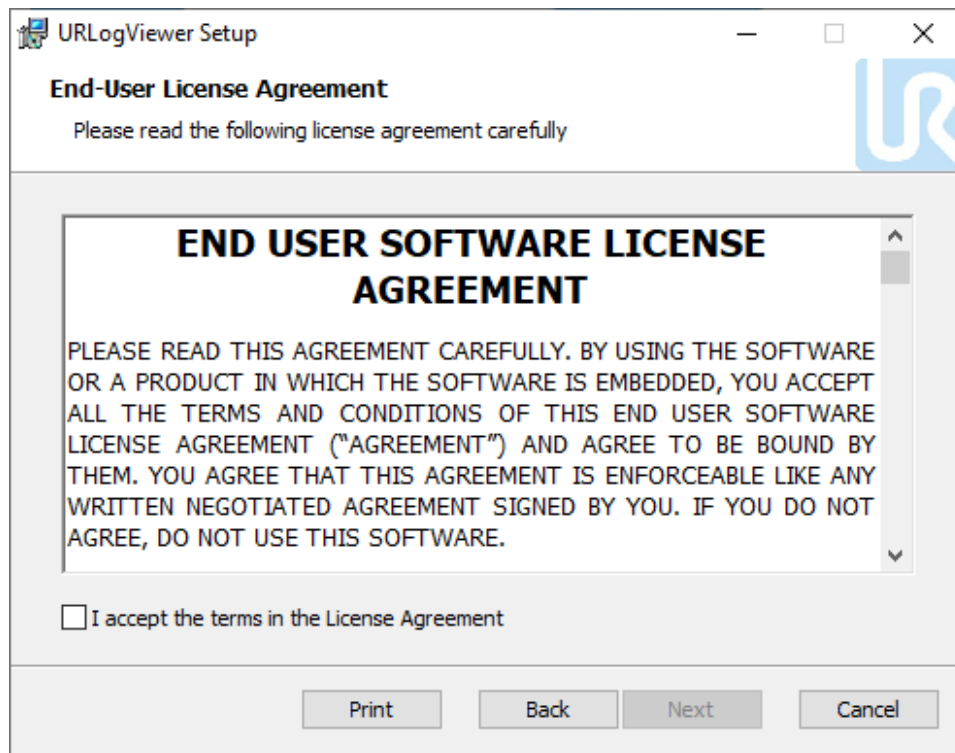 URLogViewer Setup
End-User License Agreement
Please read the following license agreement carefully
UR
END USER SOFTWARE LICENSE
AGREEMENT
PLEASE READ THIS AGREEMENT CAREFULLY. BY USING THE SOFTWARE
OR A PRODUCT IN WHICH THE SOFTWARE IS EMBEDDED, YOU ACCEPT
ALL THE TERMS AND CONDITIONS OF THIS END USER SOFTWARE
LICENSE AGREEMENT (“AGREEMENT”) AND AGREE TO BE BOUND BY
THEM. YOU AGREE THAT THIS AGREEMENT IS ENFORCEABLE LIKE ANY
WRITTEN NEGOTIATED AGREEMENT SIGNED BY YOU. IF YOU DO NOT
AGREE, DO NOT USE THIS SOFTWARE.
I accept the terms in the License Agreement
Print Back Next Cancel